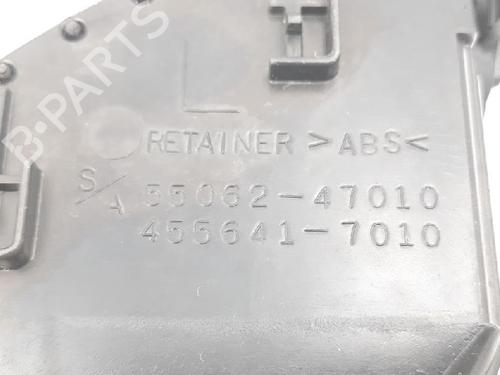 L
RETAINER >ABS<
S/A 55062-47010
455641-7010
B-PARTS